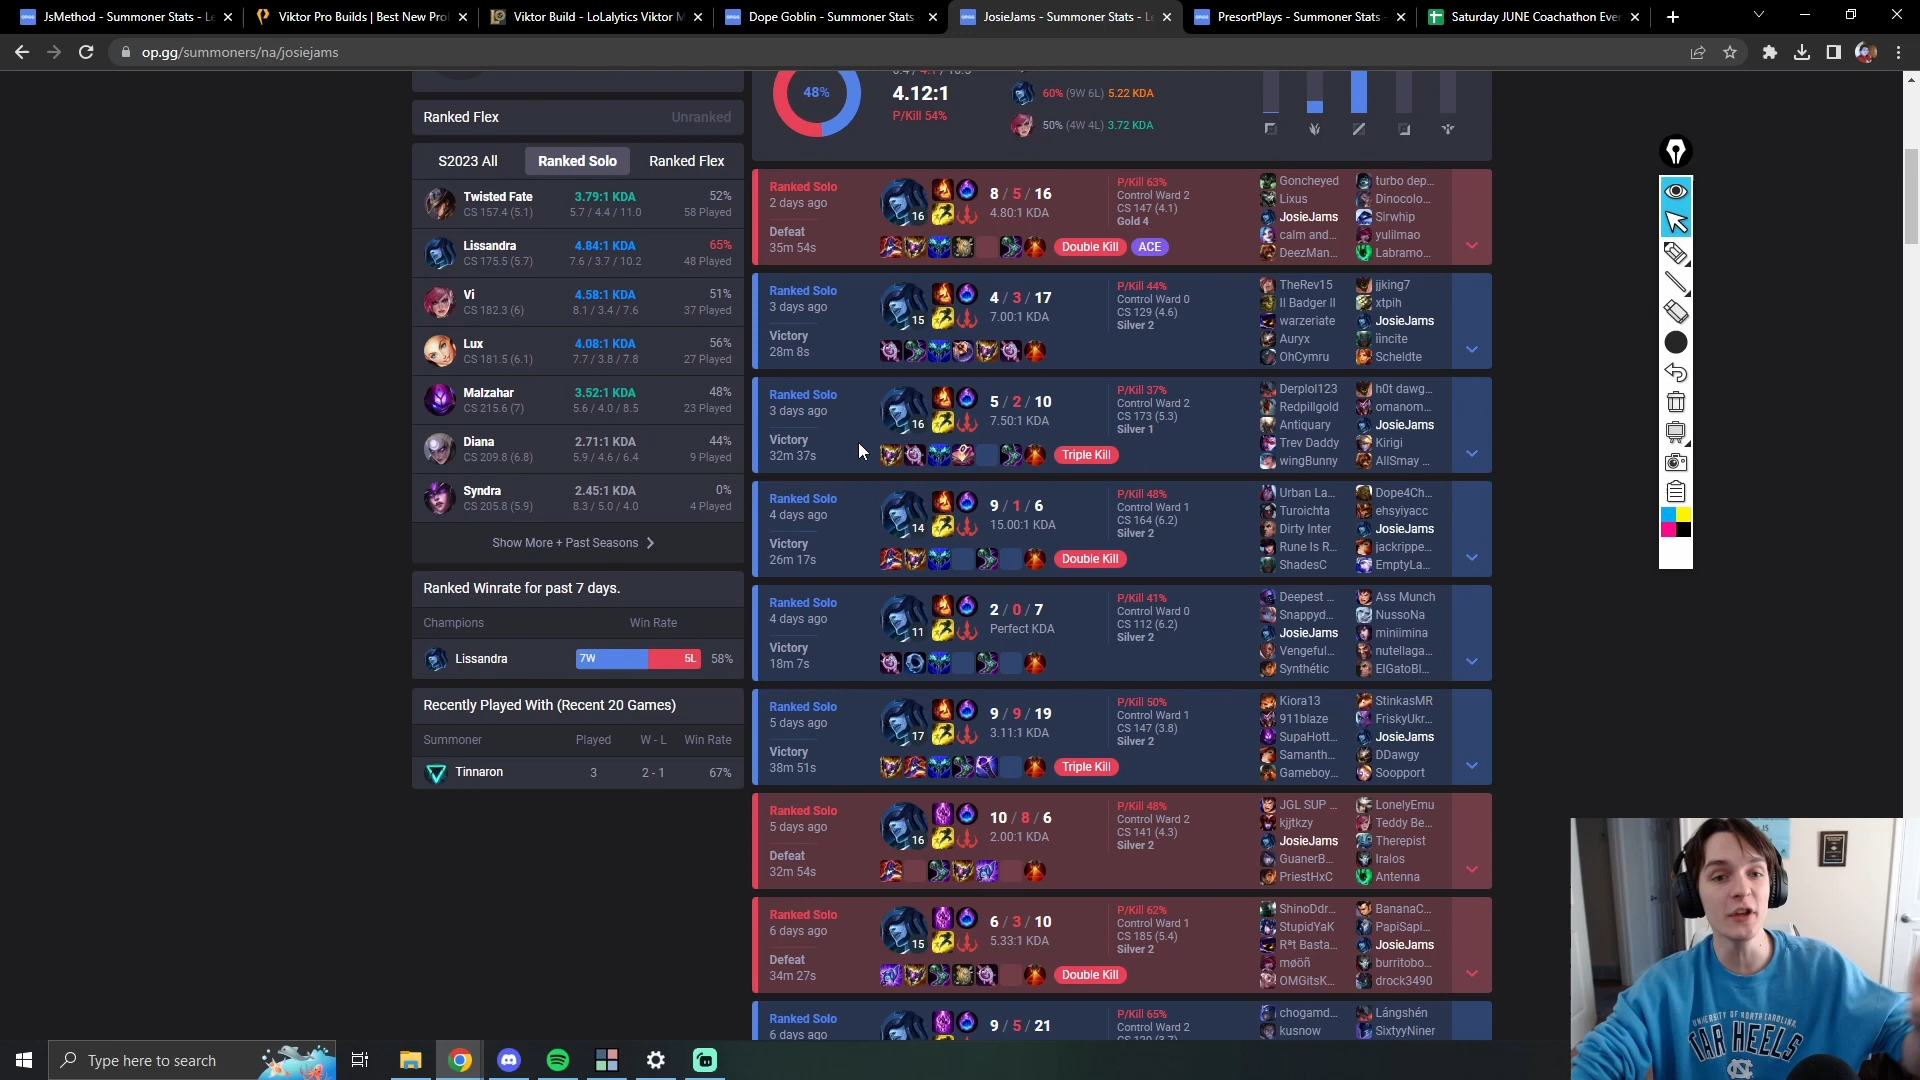 JsMethod - Summoner Stats - Le
Viktor Pro Builds | Best New Pro
Viktor Build - LoLalytics Viktor M
Dope Goblin - Summoner Stats
JosieJams - Summoner Stats - Le
PresortPlays - Summoner Stats
Saturday JUNE Coachathon Eve
op.gg/summoners/na/josiejams
Ranked Flex
Unranked
S2023 All
Ranked Solo
Ranked Flex
Twisted Fate
3.79:1 KDA
52%
CS 157.4 (5.1)
5.7 / 4.4 / 11.0
58 Played
Lissandra
4.84:1 KDA
65%
CS 175.5 (5.7)
7.6 / 3.7 / 10.2
48 Played
Vi
4.58:1 KDA
51%
CS 182.3 (6)
8.1 / 3.4 / 7.6
37 Played
Lux
4.08:1 KDA
56%
CS 181.5 (6.1)
7.7 / 3.8 / 7.8
27 Played
Malzahar
3.52:1 KDA
48%
CS 215.6 (7)
5.6 / 4.0 / 8.5
23 Played
Diana
2.71:1 KDA
44%
CS 209.8 (6.8)
5.9 / 4.6 / 6.4
9 Played
Syndra
2.45:1 KDA
0%
CS 205.8 (5.9)
8.3 / 5.0 / 4.0
4 Played
Show More + Past Seasons
Ranked Winrate for past 7 days.
Champions
Win Rate
Lissandra
7W
5L
58%
Recently Played With (Recent 20 Games)
Summoner
Played
W - L
Win Rate
Tinnaron
3
2 - 1
67%
48%
4.12:1
P/Kill 54%
60% (9W 6L) 5.22 KDA
50% (4W 4L) 3.72 KDA
Ranked Solo
2 days ago
Defeat
35m 54s
16
8 / 5 / 16
4.80:1 KDA
Double Kill
ACE
P/Kill 63%
Control Ward 2
CS 147 (4.1)
Gold 4
Goncheyed
Lixus
JosieJams
calm and...
DeezMan...
turbo dep...
Dinocolo...
Sirwhip
yulilmao
Labramo...
Ranked Solo
3 days ago
Victory
28m 8s
15
4 / 3 / 17
7.00:1 KDA
P/Kill 44%
Control Ward 0
CS 129 (4.6)
Silver 2
TheRev15
II Badger II
warzeriate
Auryx
OhCymru
jjking7
xtpih
JosieJams
iincite
Scheldte
Ranked Solo
3 days ago
Victory
32m 37s
16
5 / 2 / 10
7.50:1 KDA
Triple Kill
P/Kill 37%
Control Ward 2
CS 173 (5.3)
Silver 1
Derplol123
Redpillgold
Antiquary
Trev Daddy
wingBunny
h0t dawg...
omanom...
JosieJams
Kirigi
AllSmay ...
Ranked Solo
4 days ago
Victory
26m 17s
14
9 / 1 / 6
15.00:1 KDA
Double Kill
P/Kill 48%
Control Ward 1
CS 164 (6.2)
Silver 2
Urban La...
Turoichta
Dirty Inter
Rune Is R...
ShadesC
Dope4Ch...
ehsyiyacc
JosieJams
jackrippe...
EmptyLa...
Ranked Solo
4 days ago
Victory
18m 7s
11
2 / 0 / 7
Perfect KDA
P/Kill 41%
Control Ward 0
CS 112 (6.2)
Silver 2
Deepest ...
Snappyd...
JosieJams
Vengeful...
Synthétic
Ass Munch
NussoNa
miniimina
nutellaga...
ElGatoBl...
Ranked Solo
5 days ago
Victory
38m 51s
17
9 / 9 / 19
3.11:1 KDA
Triple Kill
P/Kill 50%
Control Ward 1
CS 147 (3.8)
Silver 2
Kiora13
911blaze
SupaHott...
Samanth...
Gameboy...
StinkasMR
FriskyUkr...
JosieJams
DDawgy
Soopport
Ranked Solo
5 days ago
Defeat
32m 54s
16
10 / 8 / 6
2.00:1 KDA
P/Kill 48%
Control Ward 2
CS 141 (4.3)
Silver 2
JGL SUP ...
kjjtkzy
JosieJams
GuanerB...
PriestHxC
LonelyEmu
Teddy Be...
Therepist
Iralos
Antenna
Ranked Solo
6 days ago
Defeat
34m 27s
15
6 / 3 / 10
5.33:1 KDA
Double Kill
P/Kill 62%
Control Ward 1
CS 185 (5.4)
Silver 2
ShinoDdr...
StupidYaK
møöñ
OMGitsK...
BananaC...
PapiSapi...
JosieJams
burritobo...
drock3490
Ranked Solo
6 days ago
9 / 5 / 21
P/Kill 65%
Control Ward 2
chogamd...
kusnow
Lángshén
SixtyyNiner
UNIVERSITY OF NORTH CAROLINA
TAR HEELS
NC
Type here to search